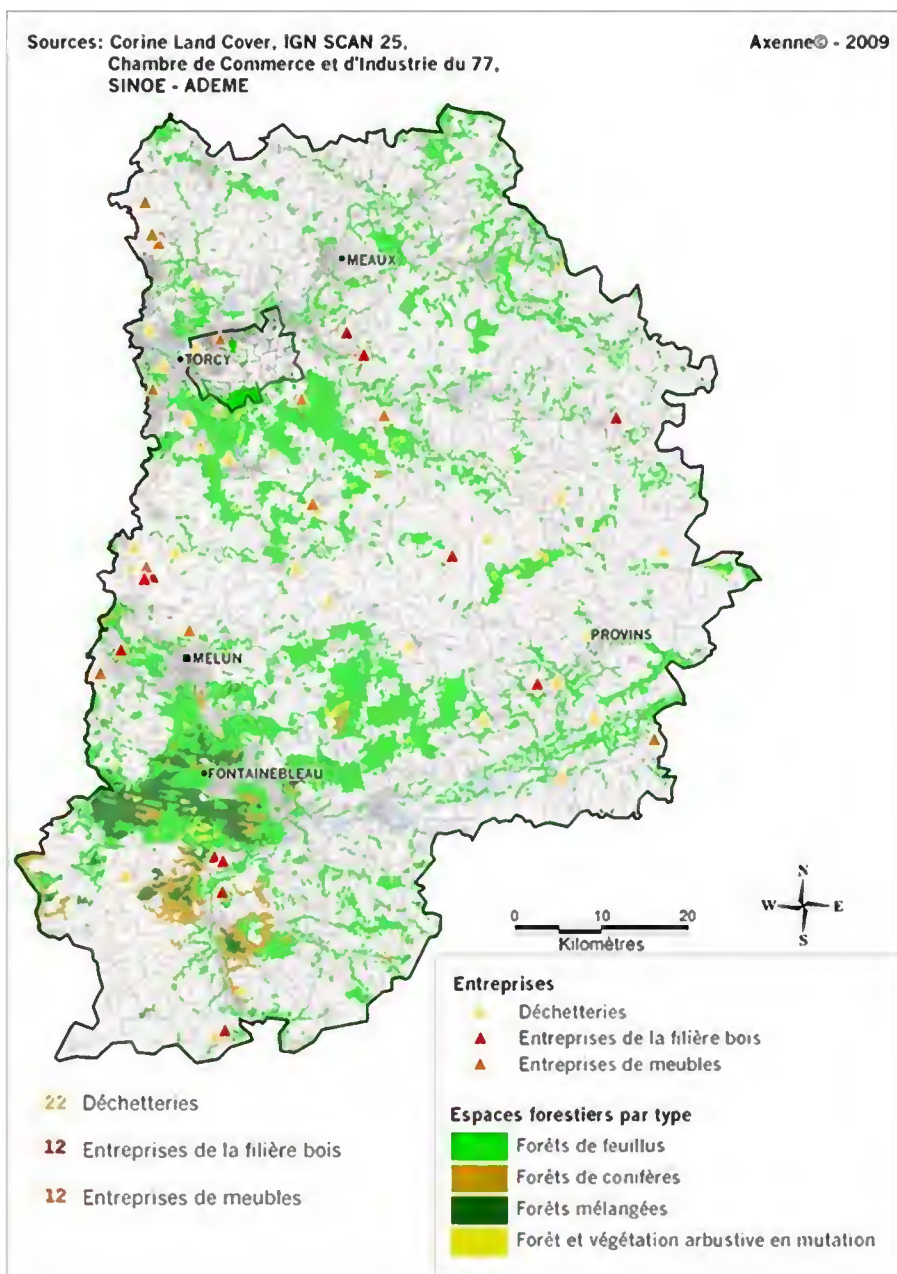 Sources: Corine Land Cover, IGN SCAN 25,
Chambre de Commerce et d'Industrie du 77,
SINOE - ADEME
Axenne© - 2009
MEAUX
TORCY
PROVINS
MELUN
FONTAINEBLEAU
N
W E
S
0 10 20
Kilomètres
Entreprises
Déchetteries
Entreprises de la filière bois
Entreprises de meubles
Espaces forestiers par type
Forêts de feuillus
Forêts de conifères
Forêts mélangées
Forêt et végétation arbustive en mutation
22 Déchetteries
12 Entreprises de la filière bois
12 Entreprises de meubles